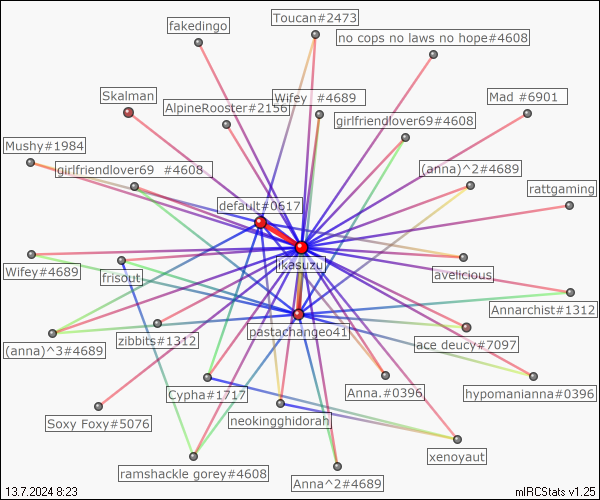 Toucan#2473
fakedingo
no cops no laws no hope#4608
Skalman
AlpineRooster#2156
Wifey #4689
Mad #6901
girlfriendlover69#4608
Mushy#1984
girlfriendlover69 #4608
(anna)^2#4689
rattgaming
default#0617
Wifey#4689
frisout
ikasuzu
avelicious
Annarchist#1312
(anna)^3#4689
zibbits#1312
pastachangeo41
ace deucy#7097
Cypha#1717
Anna.#0396
hypomanianna#0396
Soxy Foxy#5076
neokingghidorah
ramshackle gorey#4608
Anna^2#4689
xenoyaut
13.7.2024 8:23
mIRCStats v1.25